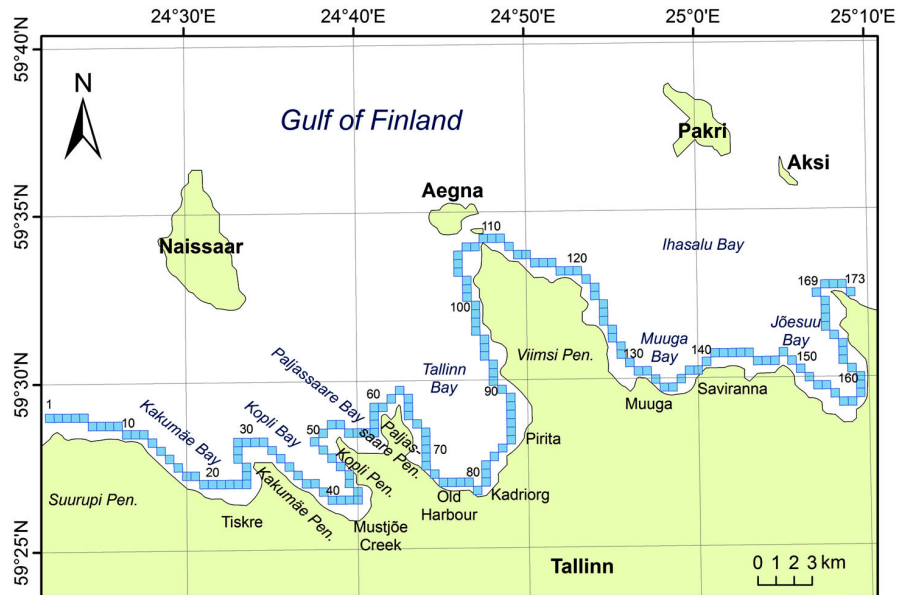 24°30'E
24°40'E
24°50'E
25°0'E
25°10'E
59°40'N
59°35'N
59°30'N
59°25'N
N
Gulf of Finland
Pakri
Aksi
Aegna
Naissaar
Ihasalu Bay
110
120
100
169
173
Jõesuu
Bay
Muuga
Bay
130
140
150
160
Viimsi Pen.
Tallinn
Bay
90
Paljassaare Bay
60
50
Paljas-
saare Pen.
70
1
10
Kakumäe Bay
Kopli Bay
30
20
40
Kopli Pen.
Kakumäe Pen.
80
Muuga
Saviranna
Pirita
Kadriorg
Old
Harbour
Suurupi Pen.
Tiskre
Mustjõe
Creek
Tallinn
0 1 2 3 km